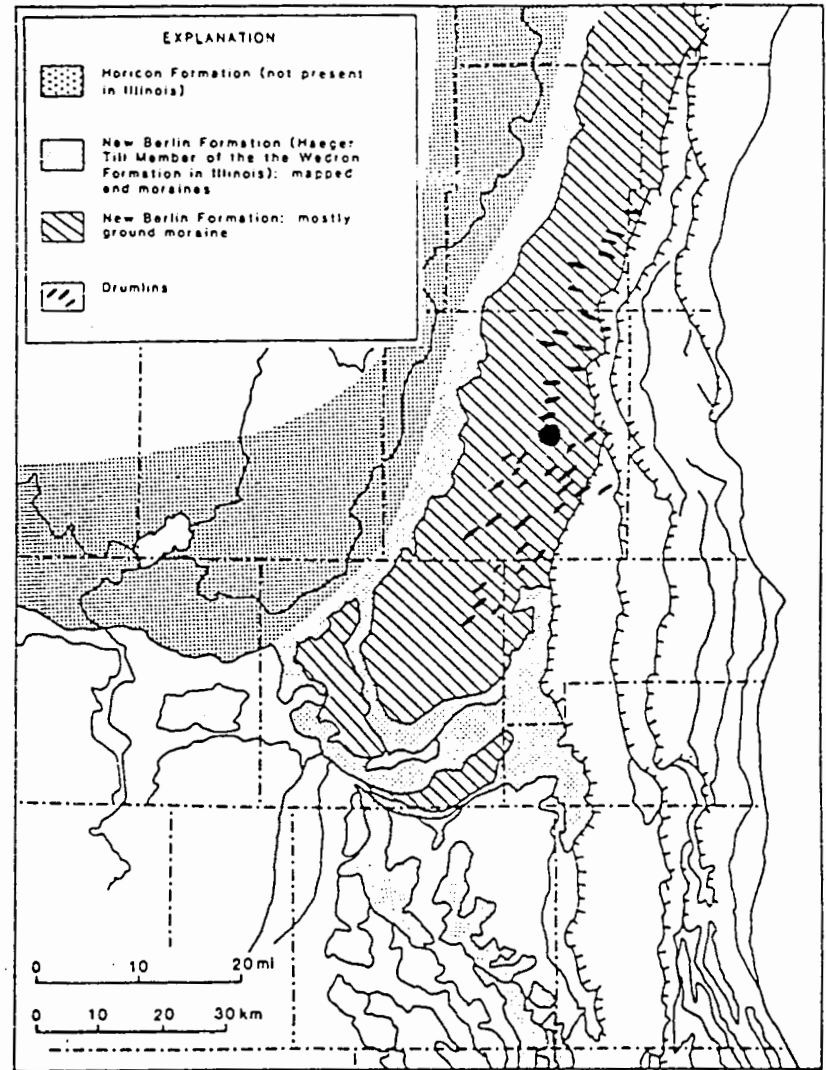 EXPLANATION
Horicon Formation (not present
in Illinois)
New Berlin Formation (Haeger
Till Member of the the Wedron
Formation in Illinois): mapped
end moraines
New Berlin Formation: mostly
ground moraine
Drumlins
0 10 20 mi
0 10 20 30 km